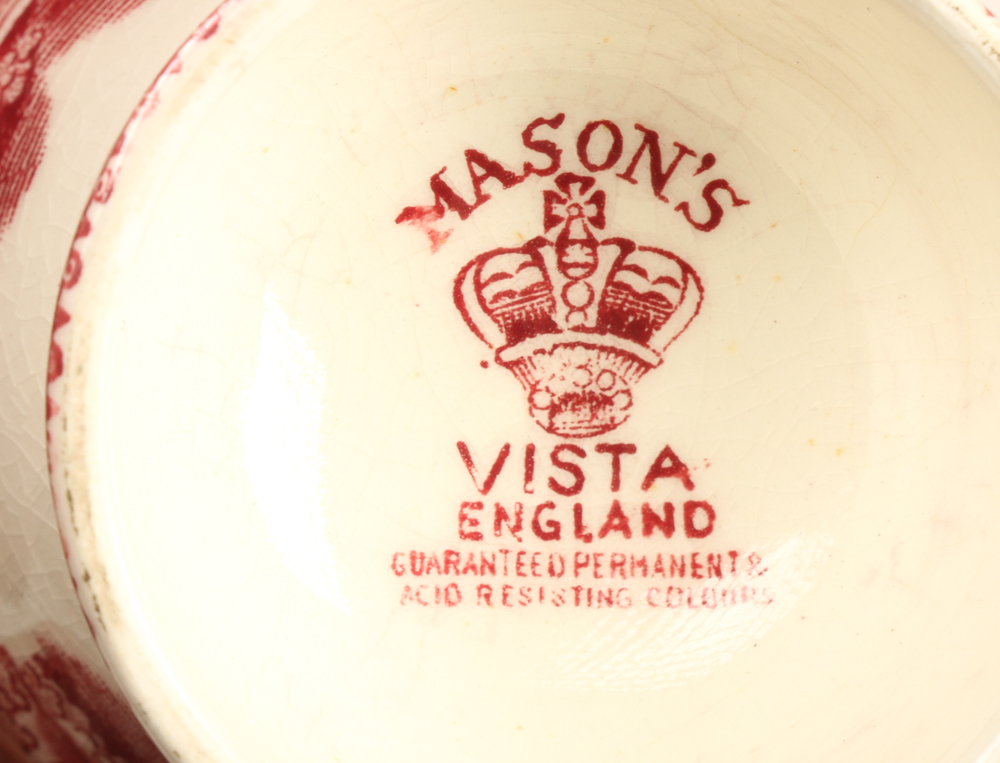 MASON'S
VISTA
ENGLAND
GUARANTEED PERMANENT &
ACID RESISTING COLOURS